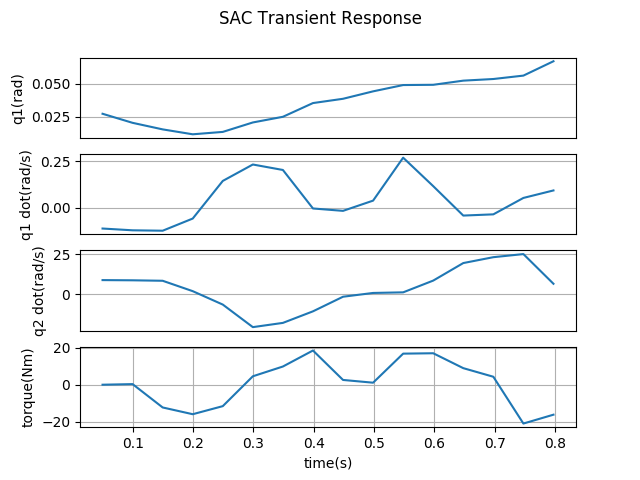 SAC Transient Response
q1(rad)
0.050
0.025
q1 dot(rad/s)
0.25
0.00
q2 dot(rad/s)
25
0
torque(Nm)
20
0
−20
0.1 0.2 0.3 0.4 0.5 0.6 0.7 0.8
time(s)